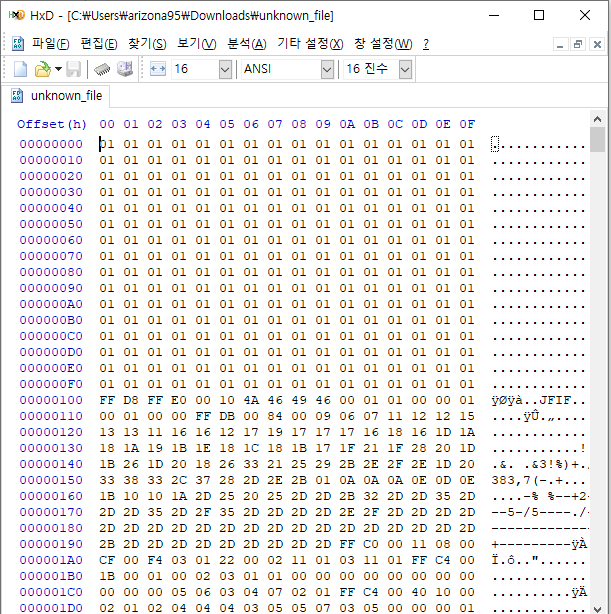 HxD - [C:₩Users₩arizona95₩Downloads₩unknown_file]
파일(F) 편집(E) 찾기(S) 보기(V) 분석(A) 기타 설정(X) 창 설정(W) ?
16 ANSI 16 진수
unknown_file
Offset(h) 00 01 02 03 04 05 06 07 08 09 0A 0B 0C 0D 0E 0F
00000000 01 01 01 01 01 01 01 01 01 01 01 01 01 01 01 01 ............
00000010 01 01 01 01 01 01 01 01 01 01 01 01 01 01 01 01 ............
00000020 01 01 01 01 01 01 01 01 01 01 01 01 01 01 01 01 ............
00000030 01 01 01 01 01 01 01 01 01 01 01 01 01 01 01 01 ............
00000040 01 01 01 01 01 01 01 01 01 01 01 01 01 01 01 01 ............
00000050 01 01 01 01 01 01 01 01 01 01 01 01 01 01 01 01 ............
00000060 01 01 01 01 01 01 01 01 01 01 01 01 01 01 01 01 ............
00000070 01 01 01 01 01 01 01 01 01 01 01 01 01 01 01 01 ............
00000080 01 01 01 01 01 01 01 01 01 01 01 01 01 01 01 01 ............
00000090 01 01 01 01 01 01 01 01 01 01 01 01 01 01 01 01 ............
000000A0 01 01 01 01 01 01 01 01 01 01 01 01 01 01 01 01 ............
000000B0 01 01 01 01 01 01 01 01 01 01 01 01 01 01 01 01 ............
000000C0 01 01 01 01 01 01 01 01 01 01 01 01 01 01 01 01 ............
000000D0 01 01 01 01 01 01 01 01 01 01 01 01 01 01 01 01 ............
000000E0 01 01 01 01 01 01 01 01 01 01 01 01 01 01 01 01 ............
000000F0 01 01 01 01 01 01 01 01 01 01 01 01 01 01 01 01 ............
00000100 FF D8 FF E0 00 10 4A 46 49 46 00 01 01 00 00 01 ÿØÿà..JFIF..
00000110 00 01 00 00 FF DB 00 84 00 09 06 07 11 12 12 15 ....ÿÛ.„....
00000120 13 13 11 16 16 12 17 19 17 17 17 16 18 16 1D 1A ............
00000130 18 1A 19 1B 1E 18 1C 18 1B 17 1F 21 1F 28 20 1D ...........!
00000140 1B 26 1D 20 18 26 33 21 25 29 2B 2E 2F 2E 1D 20 .&. .&3!%)+.
00000150 33 38 33 2C 37 28 2D 2E 2B 01 0A 0A 0A 0E 0D 0E 383,7(-.+...
00000160 1B 10 10 1A 2D 25 20 25 2D 2D 2B 32 2D 2D 35 2D ....-% %--+2
00000170 2D 2D 35 2D 2F 35 2D 2D 2D 2D 2E 2F 2D 2D 2D 2D --5-/5----./
00000180 2D 2D 2D 2D 2D 2D 2D 2D 2D 2D 2D 2D 2D 2D 2D 2D ------------
00000190 2B 2D 2D 2D 2D 2D 2D 2D 2D 2D FF C0 00 11 08 00 +---------ÿÀ
000001A0 CF 00 F4 03 01 22 00 02 11 01 03 11 01 FF C4 00 Ï.ô.."......
000001B0 1B 00 01 00 02 03 01 01 00 00 00 00 00 00 00 00 ............
000001C0 00 00 00 05 06 03 04 07 02 01 FF C4 00 40 10 00 ..........ÿÄ
000001D0 02 01 02 04 04 04 03 05 05 07 03 05 00 00 00 01 ............